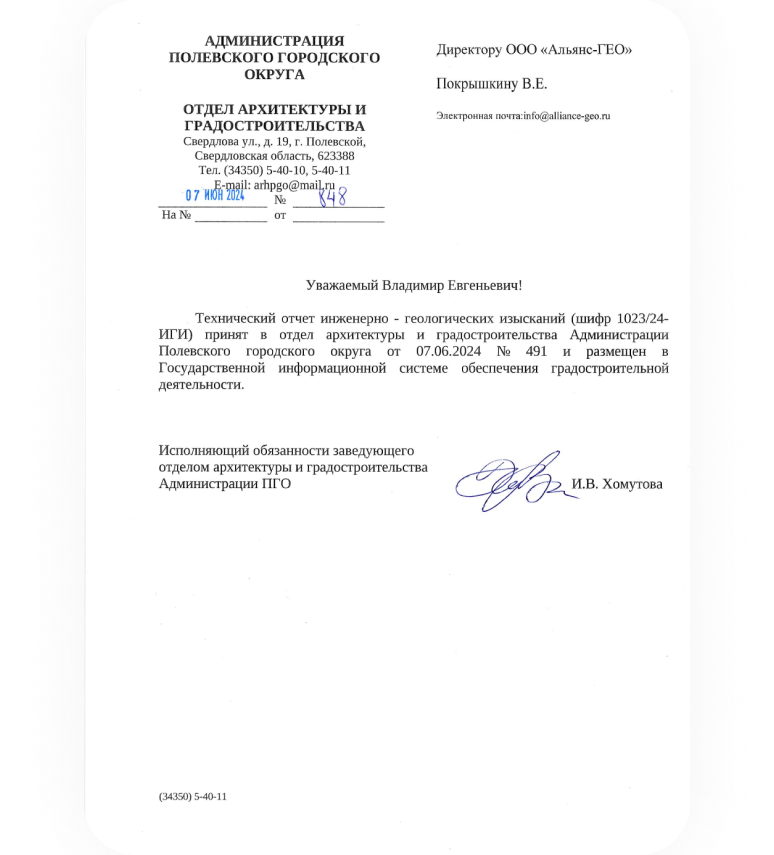 АДМИНИСТРАЦИЯ
ПОЛЕВСКОГО ГОРОДСКОГО
ОКРУГА
ОТДЕЛ АРХИТЕКТУРЫ И
ГРАДОСТРОИТЕЛЬСТВА
Свердлова ул., д. 19, г. Полевской,
Свердловская область, 623388
Тел. (34350) 5-40-10, 5-40-11
E-mail: arhpgo@mail.ru
07 ИЮН 2024 № 848
На № от
Директору ООО «Альянс-ГЕО»
Покрышкину В.Е.
Электронная почта:info@alliance-geo.ru
Уважаемый Владимир Евгеньевич!
Технический отчет инженерно - геологических изысканий (шифр 1023/24-
ИГИ) принят в отдел архитектуры и градостроительства Администрации
Полевского городского округа от 07.06.2024 № 491 и размещен в
Государственной информационной системе обеспечения градостроительной
деятельности.
Исполняющий обязанности заведующего
отделом архитектуры и градостроительства
Администрации ПГО И.В. Хомутова
(34350) 5-40-11